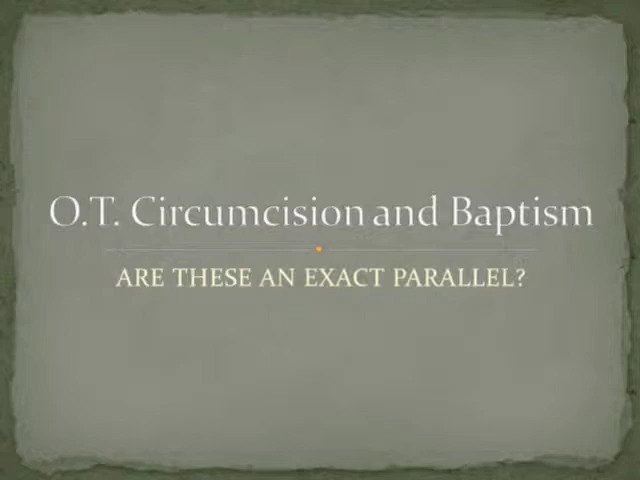 O.T. Circumcision and Baptism
ARE THESE AN EXACT PARALLEL?